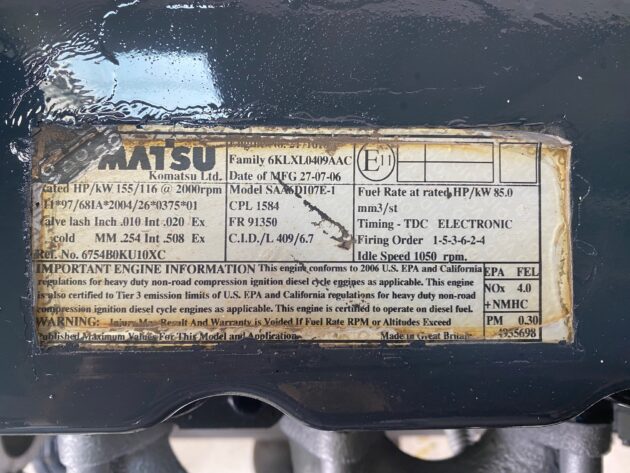 MATSU
Komatsu Ltd.
Family 6KLXL0409AAC
Date of MFG 27-07-06
E11
ated HP/kW 155/116 @ 2000rpm
Model SAA6D107E-1
Fuel Rate at rated HP/kW 85.0
mm3/st
11*97/68IA*2004/26*0375*01
CPL 1584
Timing - TDC ELECTRONIC
alve lash Int .010 Int .020 Ex
FR 91350
Firing Order 1-5-3-6-2-4
cold MM .254 Int .508 Ex
C.I.D./L 409/6.7
Idle Speed 1050 rpm.
Ref. No. 6754B0KU10XC
IMPORTANT ENGINE INFORMATION This engine conforms to 2006 U.S. EPA and California
regulations for heavy duty non-road compression ignition diesel cycle engines as applicable. This engine
is also certified to Tier 3 emission limits of U.S. EPA and California regulations for heavy duty non-road
compression ignition diesel cycle engines as applicable. This engine is certified to operate on diesel fuel.
WARNING: Injury May Result And Warranty is Voided If Fuel Rate RPM or Altitudes Exceed
ublished Maximum Values For This Model and Application
Made in Great Britain
EPA FEL
NOx 4.0
+NMHC
PM 0.30
4955698